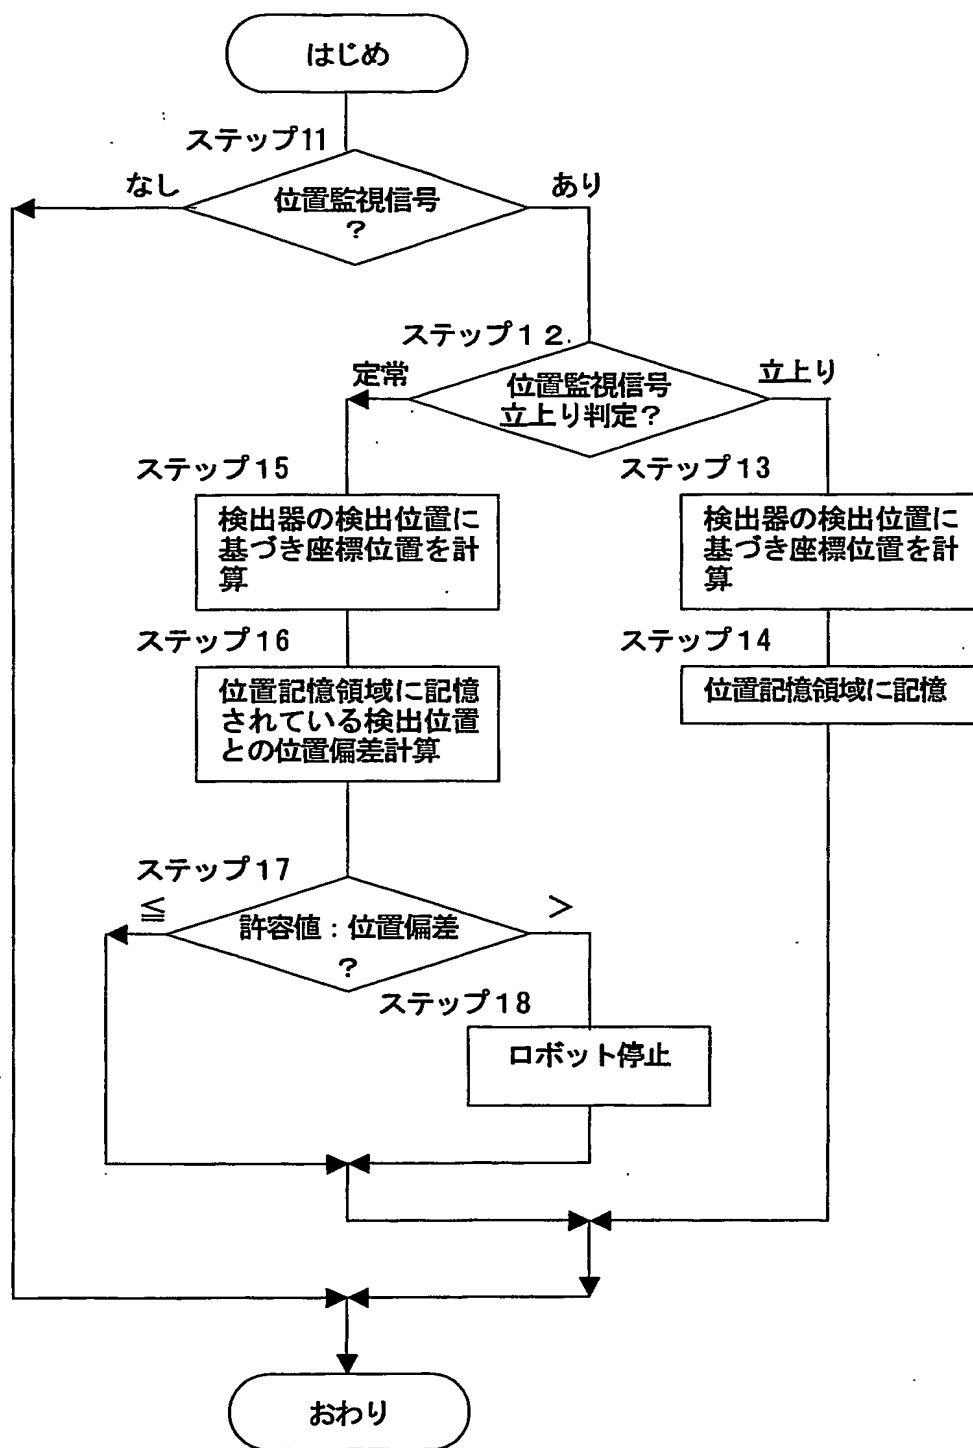 はじめ
ステップ11
なし
あり
位置監視信号
?
ステップ12
定常
立上り
位置監視信号
立上り判定?
ステップ15
検出器の検出位置に
基づき座標位置を計
算
ステップ13
検出器の検出位置に
基づき座標位置を計
算
ステップ16
位置記憶領域に記憶
されている検出位置
との位置偏差計算
ステップ14
位置記憶領域に記憶
ステップ17
≦
>
許容値:位置偏差
?
ステップ18
ロボット停止
おわり